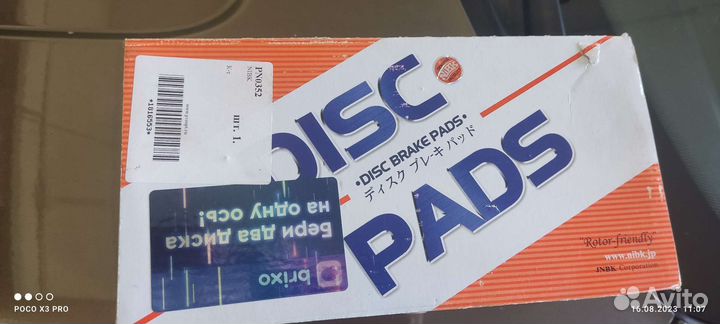 PN0352
NiBK
К-т
шт. 1.
*1816553*
DISC
NiBK
•DISC BRAKE PADS•
ディスク ブレーキ パッド
PADS
Бери два диска
на одну ось!
brixo
"Rotor-friendly"
www.nibk.jp
JNBK Corporation
POCO X3 PRO
Avito
16.08.2023 11:07